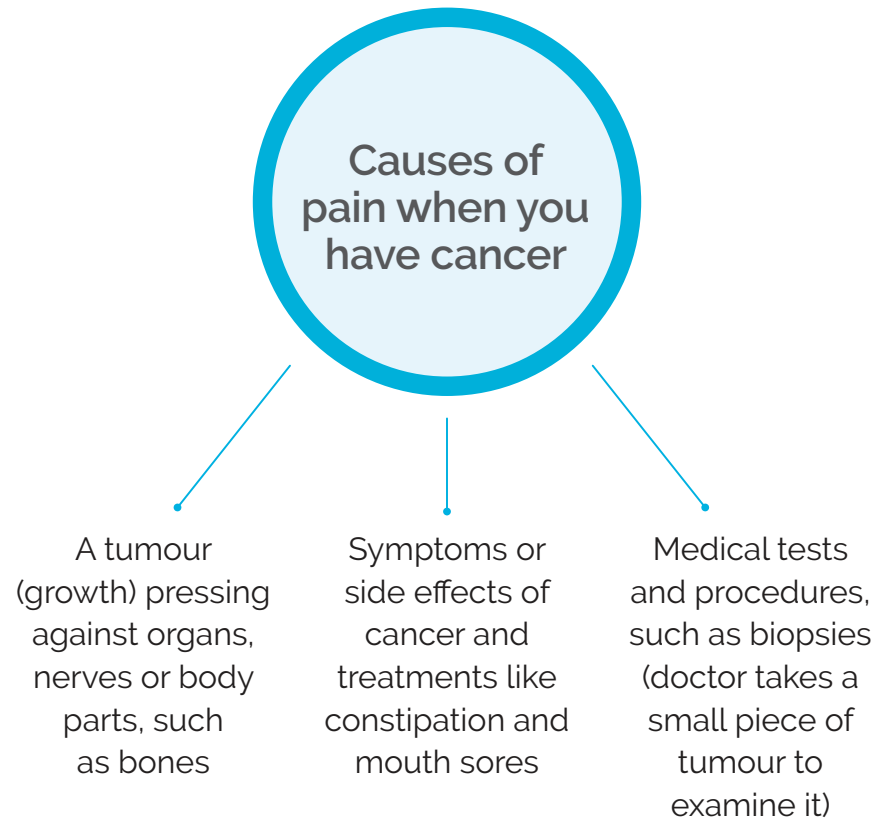 Causes of
pain when you
have cancer
A tumour
(growth) pressing
against organs,
nerves or body
parts, such
as bones
Symptoms or
side effects of
cancer and
treatments like
constipation and
mouth sores
Medical tests
and procedures,
such as biopsies
(doctor takes a
small piece of
tumour to
examine it)